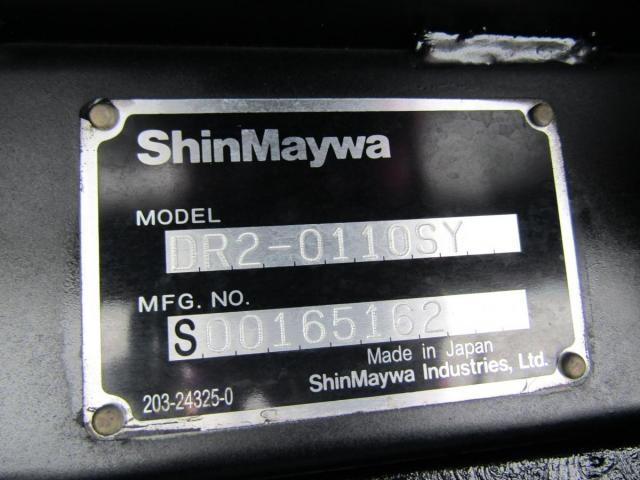 ShinMaywa
MODEL
DR2-0110SY
MFG. NO.
S00165162
Made in Japan
203-24325-0
ShinMaywa Industries, Ltd.